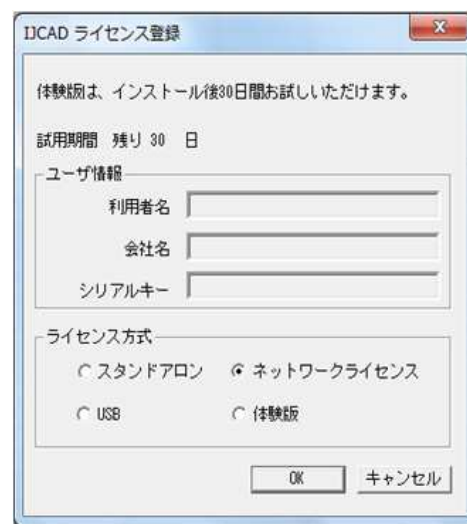 IJCAD ライセンス登録
体験版は、インストール後30日間お試しいただけます。
試用期間 残り 30 日
ユーザ情報
利用者名
会社名
シリアルキー
ライセンス方式
スタンドアロン ネットワークライセンス
USB 体験版
OK キャンセル